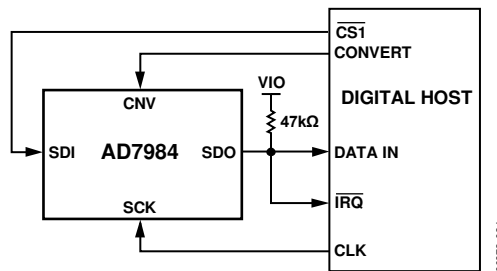 CS1
CONVERT
VIO
CNV
DIGITAL HOST
47kΩ
AD7984
SDI
SDO
DATA IN
IRQ
SCK
CLK